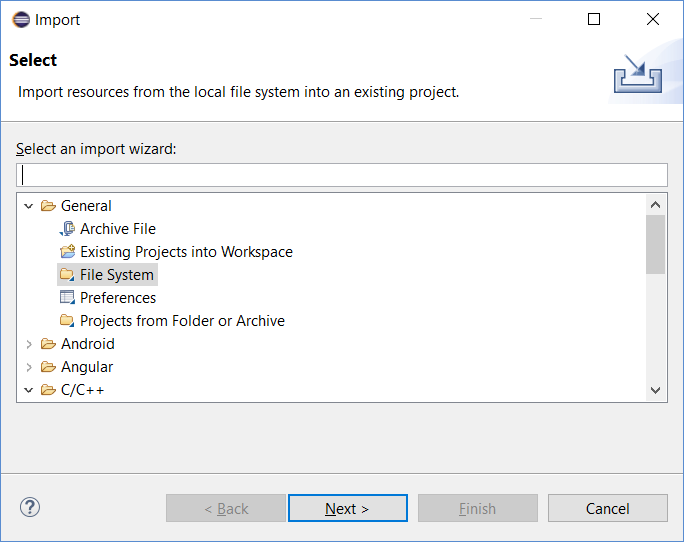 Import
Select
Import resources from the local file system into an existing project.
Select an import wizard:
General
Archive File
Existing Projects into Workspace
File System
Preferences
Projects from Folder or Archive
Android
Angular
C/C++
?
< Back
Next >
Finish
Cancel